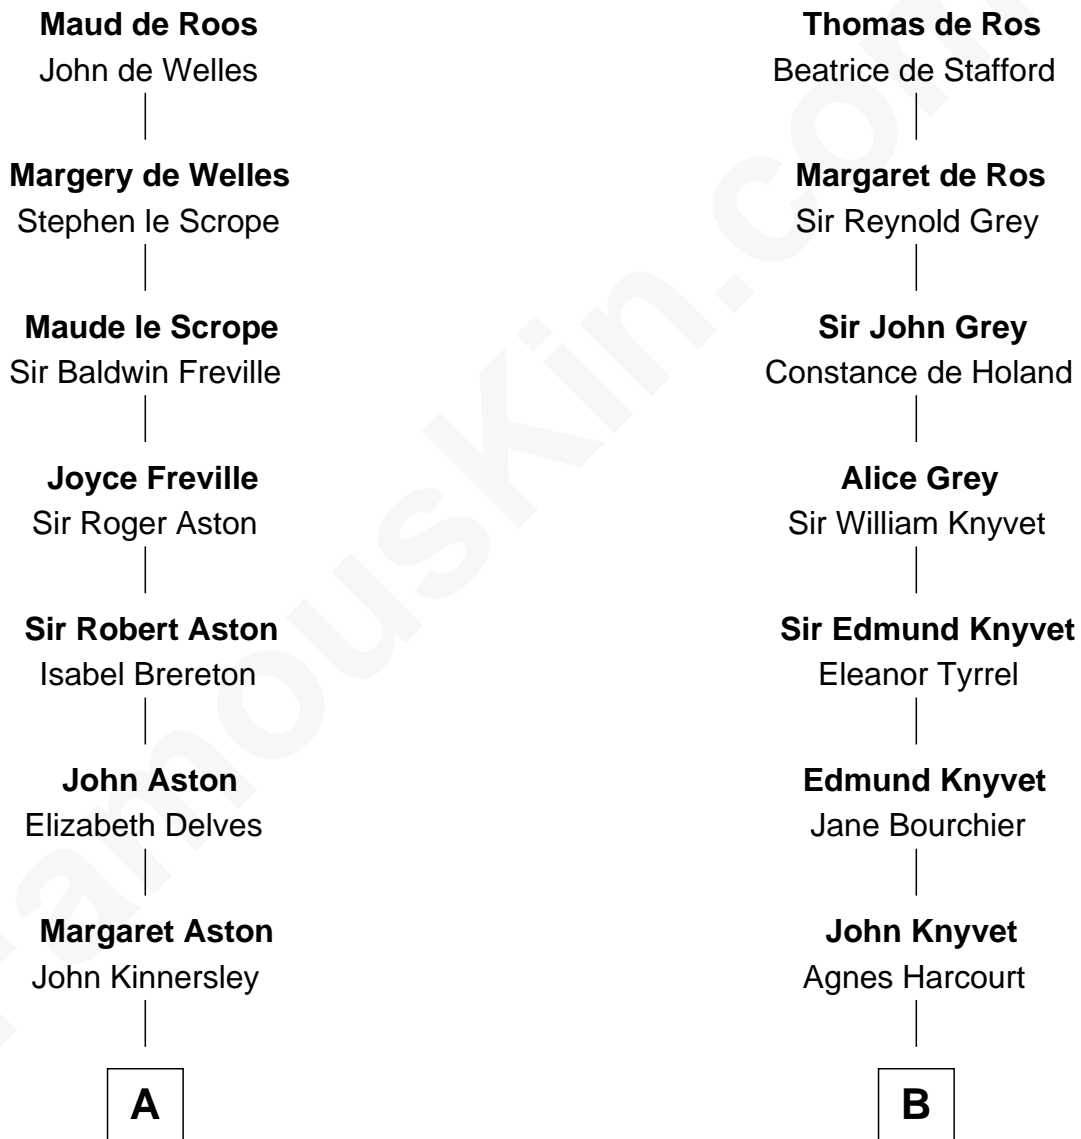 Maud de Roos
John de Welles
Margery de Welles
Stephen le Scrope
Maude le Scrope
Sir Baldwin Freville
Joyce Freville
Sir Roger Aston
Sir Robert Aston
Isabel Brereton
John Aston
Elizabeth Delves
Margaret Aston
John Kinnersley
A
Thomas de Ros
Beatrice de Stafford
Margaret de Ros
Sir Reynold Grey
Sir John Grey
Constance de Holand
Alice Grey
Sir William Knyvet
Sir Edmund Knyvet
Eleanor Tyrrel
Edmund Knyvet
Jane Bourchier
John Knyvet
Agnes Harcourt
B
FamousKin.com